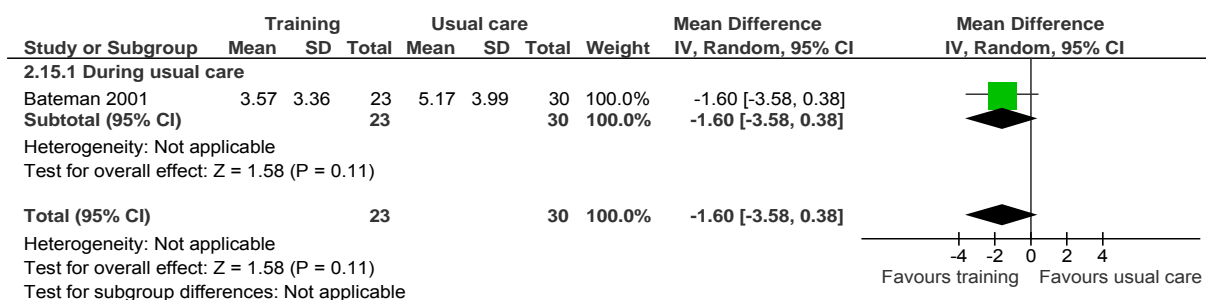 Training Usual care Mean Difference Mean Difference
Study or Subgroup Mean SD Total Mean SD Total Weight IV, Random, 95% CI IV, Random, 95% CI
2.15.1 During usual care
Bateman 2001 3.57 3.36 23 5.17 3.99 30 100.0% -1.60 [-3.58, 0.38]
Subtotal (95% CI) 23 30 100.0% -1.60 [-3.58, 0.38]
Heterogeneity: Not applicable
Test for overall effect: Z = 1.58 (P = 0.11)
Total (95% CI) 23 30 100.0% -1.60 [-3.58, 0.38]
Heterogeneity: Not applicable
Test for overall effect: Z = 1.58 (P = 0.11)
Test for subgroup differences: Not applicable
-4 -2 0 2 4
Favours training Favours usual care